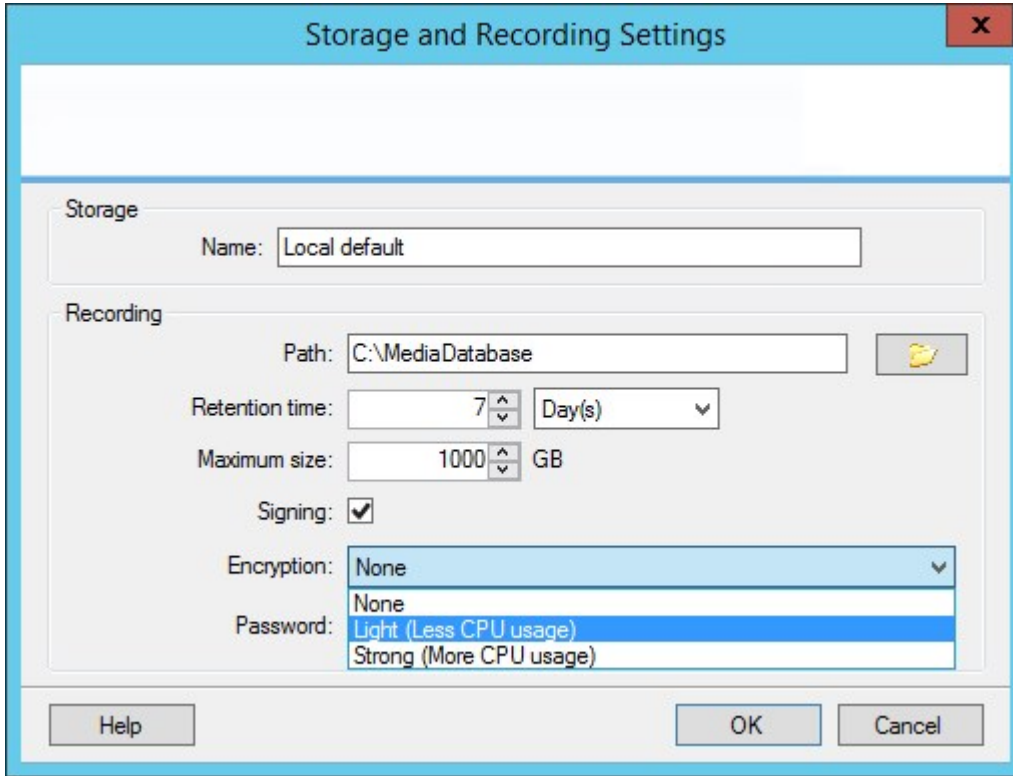 Storage and Recording Settings
x
Storage
Name: Local default
Recording
Path: C:\MediaDatabase
Retention time: 7 Day(s)
Maximum size: 1000 GB
Signing:
Encryption: None
None
Password: Light (Less CPU usage)
Strong (More CPU usage)
Help OK Cancel